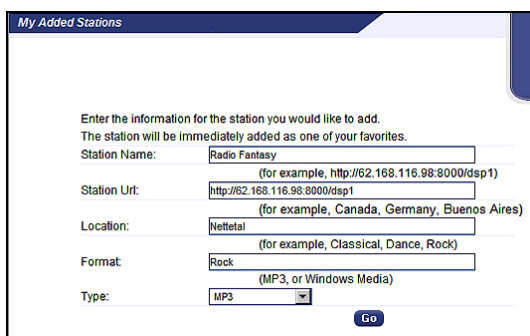 My Added Stations
Enter the information for the station you would like to add.
The station will be immediately added as one of your favorites.
Station Name: Radio Fantasy
(for example, http://62.168.116.98:8000/dsp1)
Station Url: http://62.168.116.98:8000/dsp1
(for example, Canada, Germany, Buenos Aires)
Location: Nettetal
(for example, Classical, Dance, Rock)
Format: Rock
(MP3, or Windows Media)
Type: MP3
Go